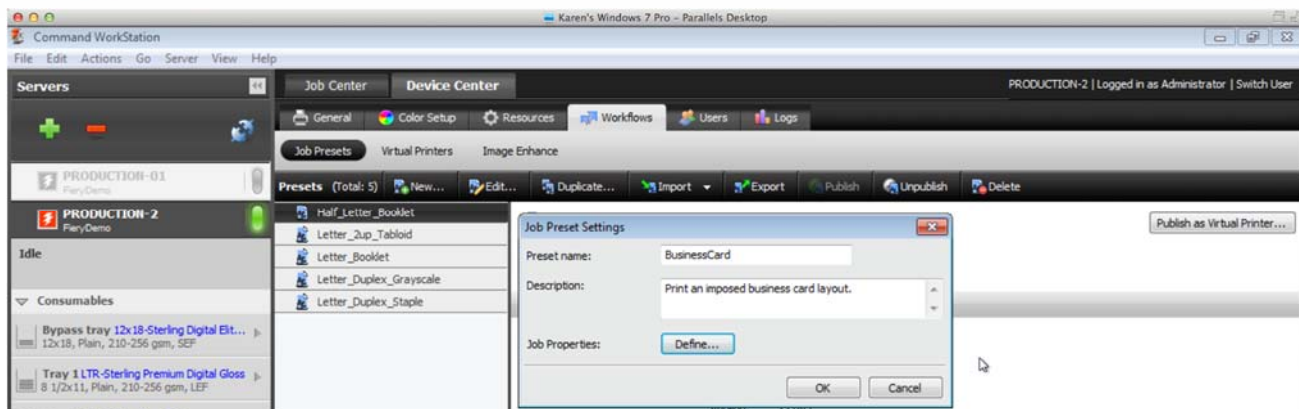 Karen's Windows 7 Pro - Parallels Desktop
Command WorkStation
File Edit Actions Go Server View Help
Servers
Job Center Device Center
PRODUCTION-2 | Logged in as Administrator | Switch User
General Color Setup Resources Workflows Users Logs
Job Presets Virtual Printers Image Enhance
PRODUCTION-01
FieryDemo
Presets (Total: 5) New... Edit... Duplicate... Import Export Publish Unpublish Delete
PRODUCTION-2
FieryDemo
Half_Letter_Booklet
Letter_2up_Tabloid
Letter_Booklet
Letter_Duplex_Grayscale
Letter_Duplex_Staple
Publish as Virtual Printer...
Job Preset Settings
Preset name: BusinessCard
Description: Print an imposed business card layout.
Job Properties: Define...
OK Cancel
Idle
Consumables
Bypass tray 12x18-Sterling Digital Elit...
12x18, Plain, 210-256 gsm, SEF
Tray 1 LTR-Sterling Premium Digital Gloss
8 1/2x11, Plain, 210-256 gsm, LEF